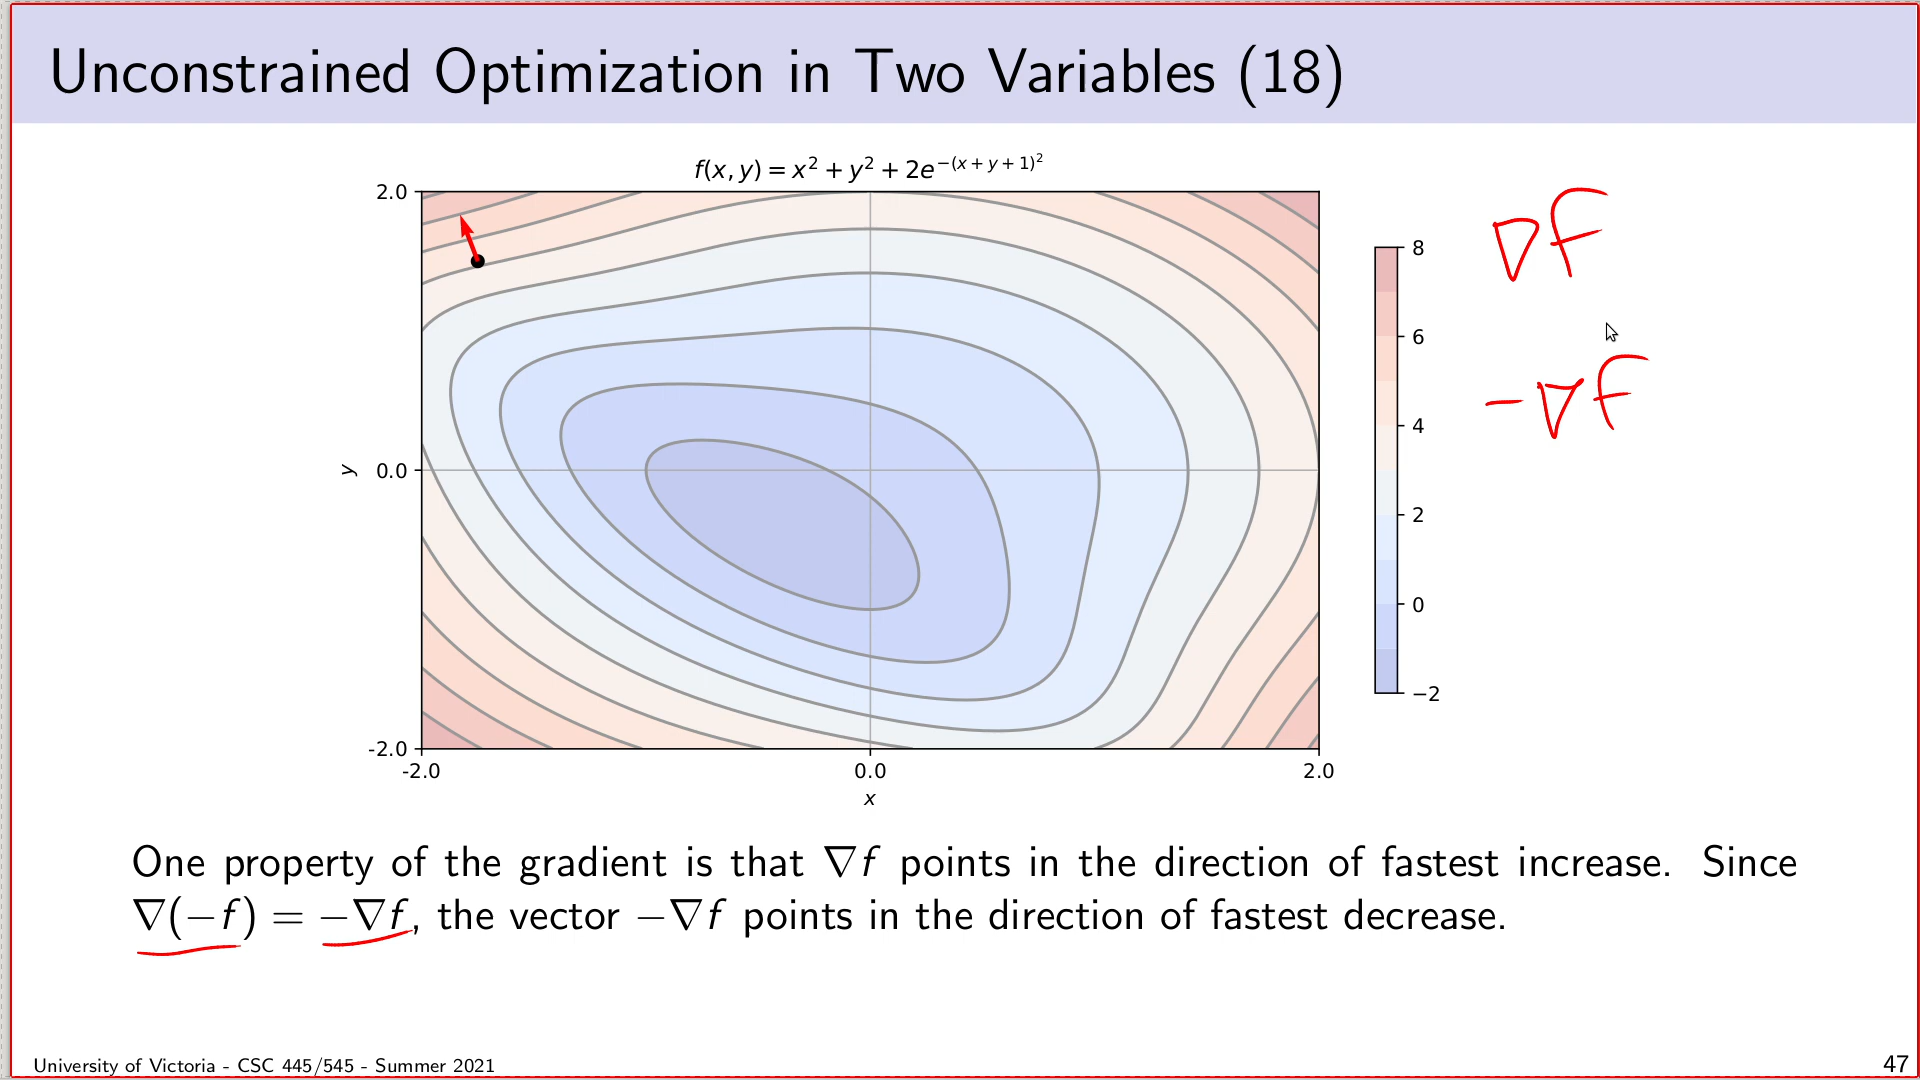 Unconstrained Optimization in Two Variables (18)
f(x, y) = x² + y² + 2e^{−(x + y + 1)²}
2.0
0.0
-2.0
y
-2.0
0.0
2.0
x
8
6
4
2
0
−2
∇f
−∇f
One property of the gradient is that ∇f points in the direction of fastest increase. Since
∇(−f) = −∇f, the vector −∇f points in the direction of fastest decrease.
University of Victoria - CSC 445/545 - Summer 2021
47